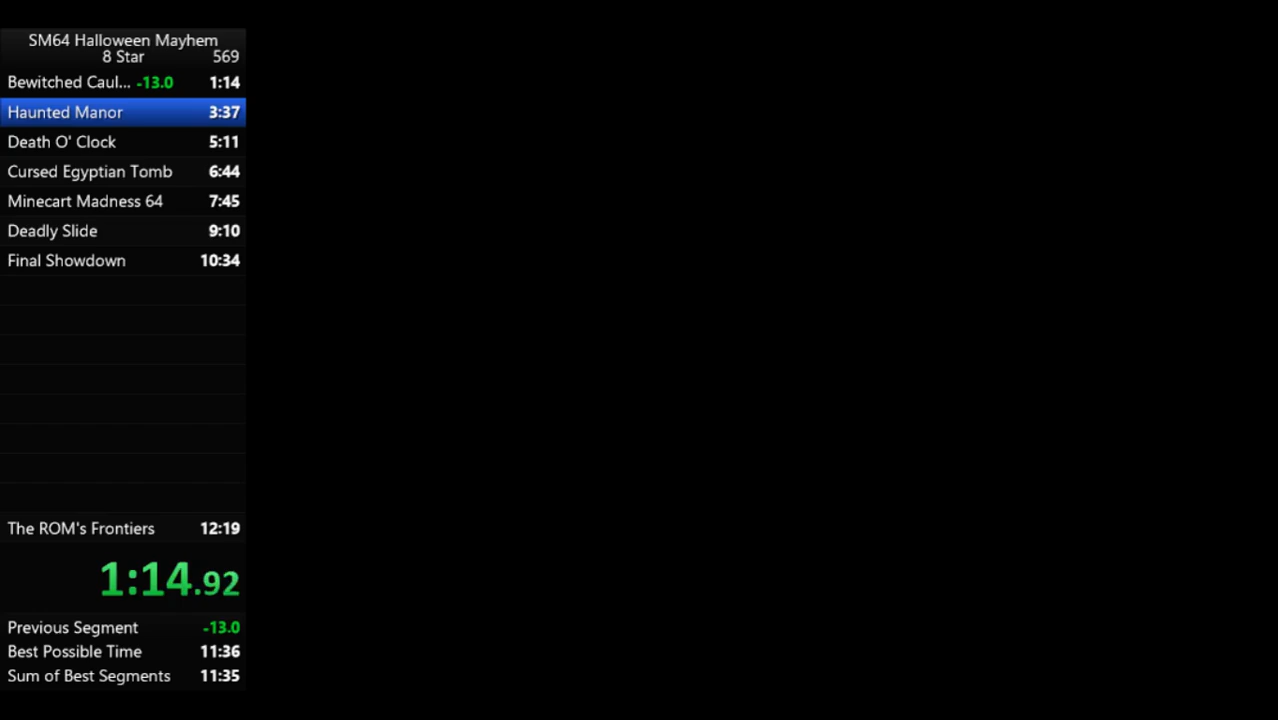 SM64 Halloween Mayhem
8 Star 569
Bewitched Caul... -13.0 1:14
Haunted Manor 3:37
Death O' Clock 5:11
Cursed Egyptian Tomb 6:44
Minecart Madness 64 7:45
Deadly Slide 9:10
Final Showdown 10:34
The ROM's Frontiers 12:19
1:14.92
Previous Segment -13.0
Best Possible Time 11:36
Sum of Best Segments 11:35